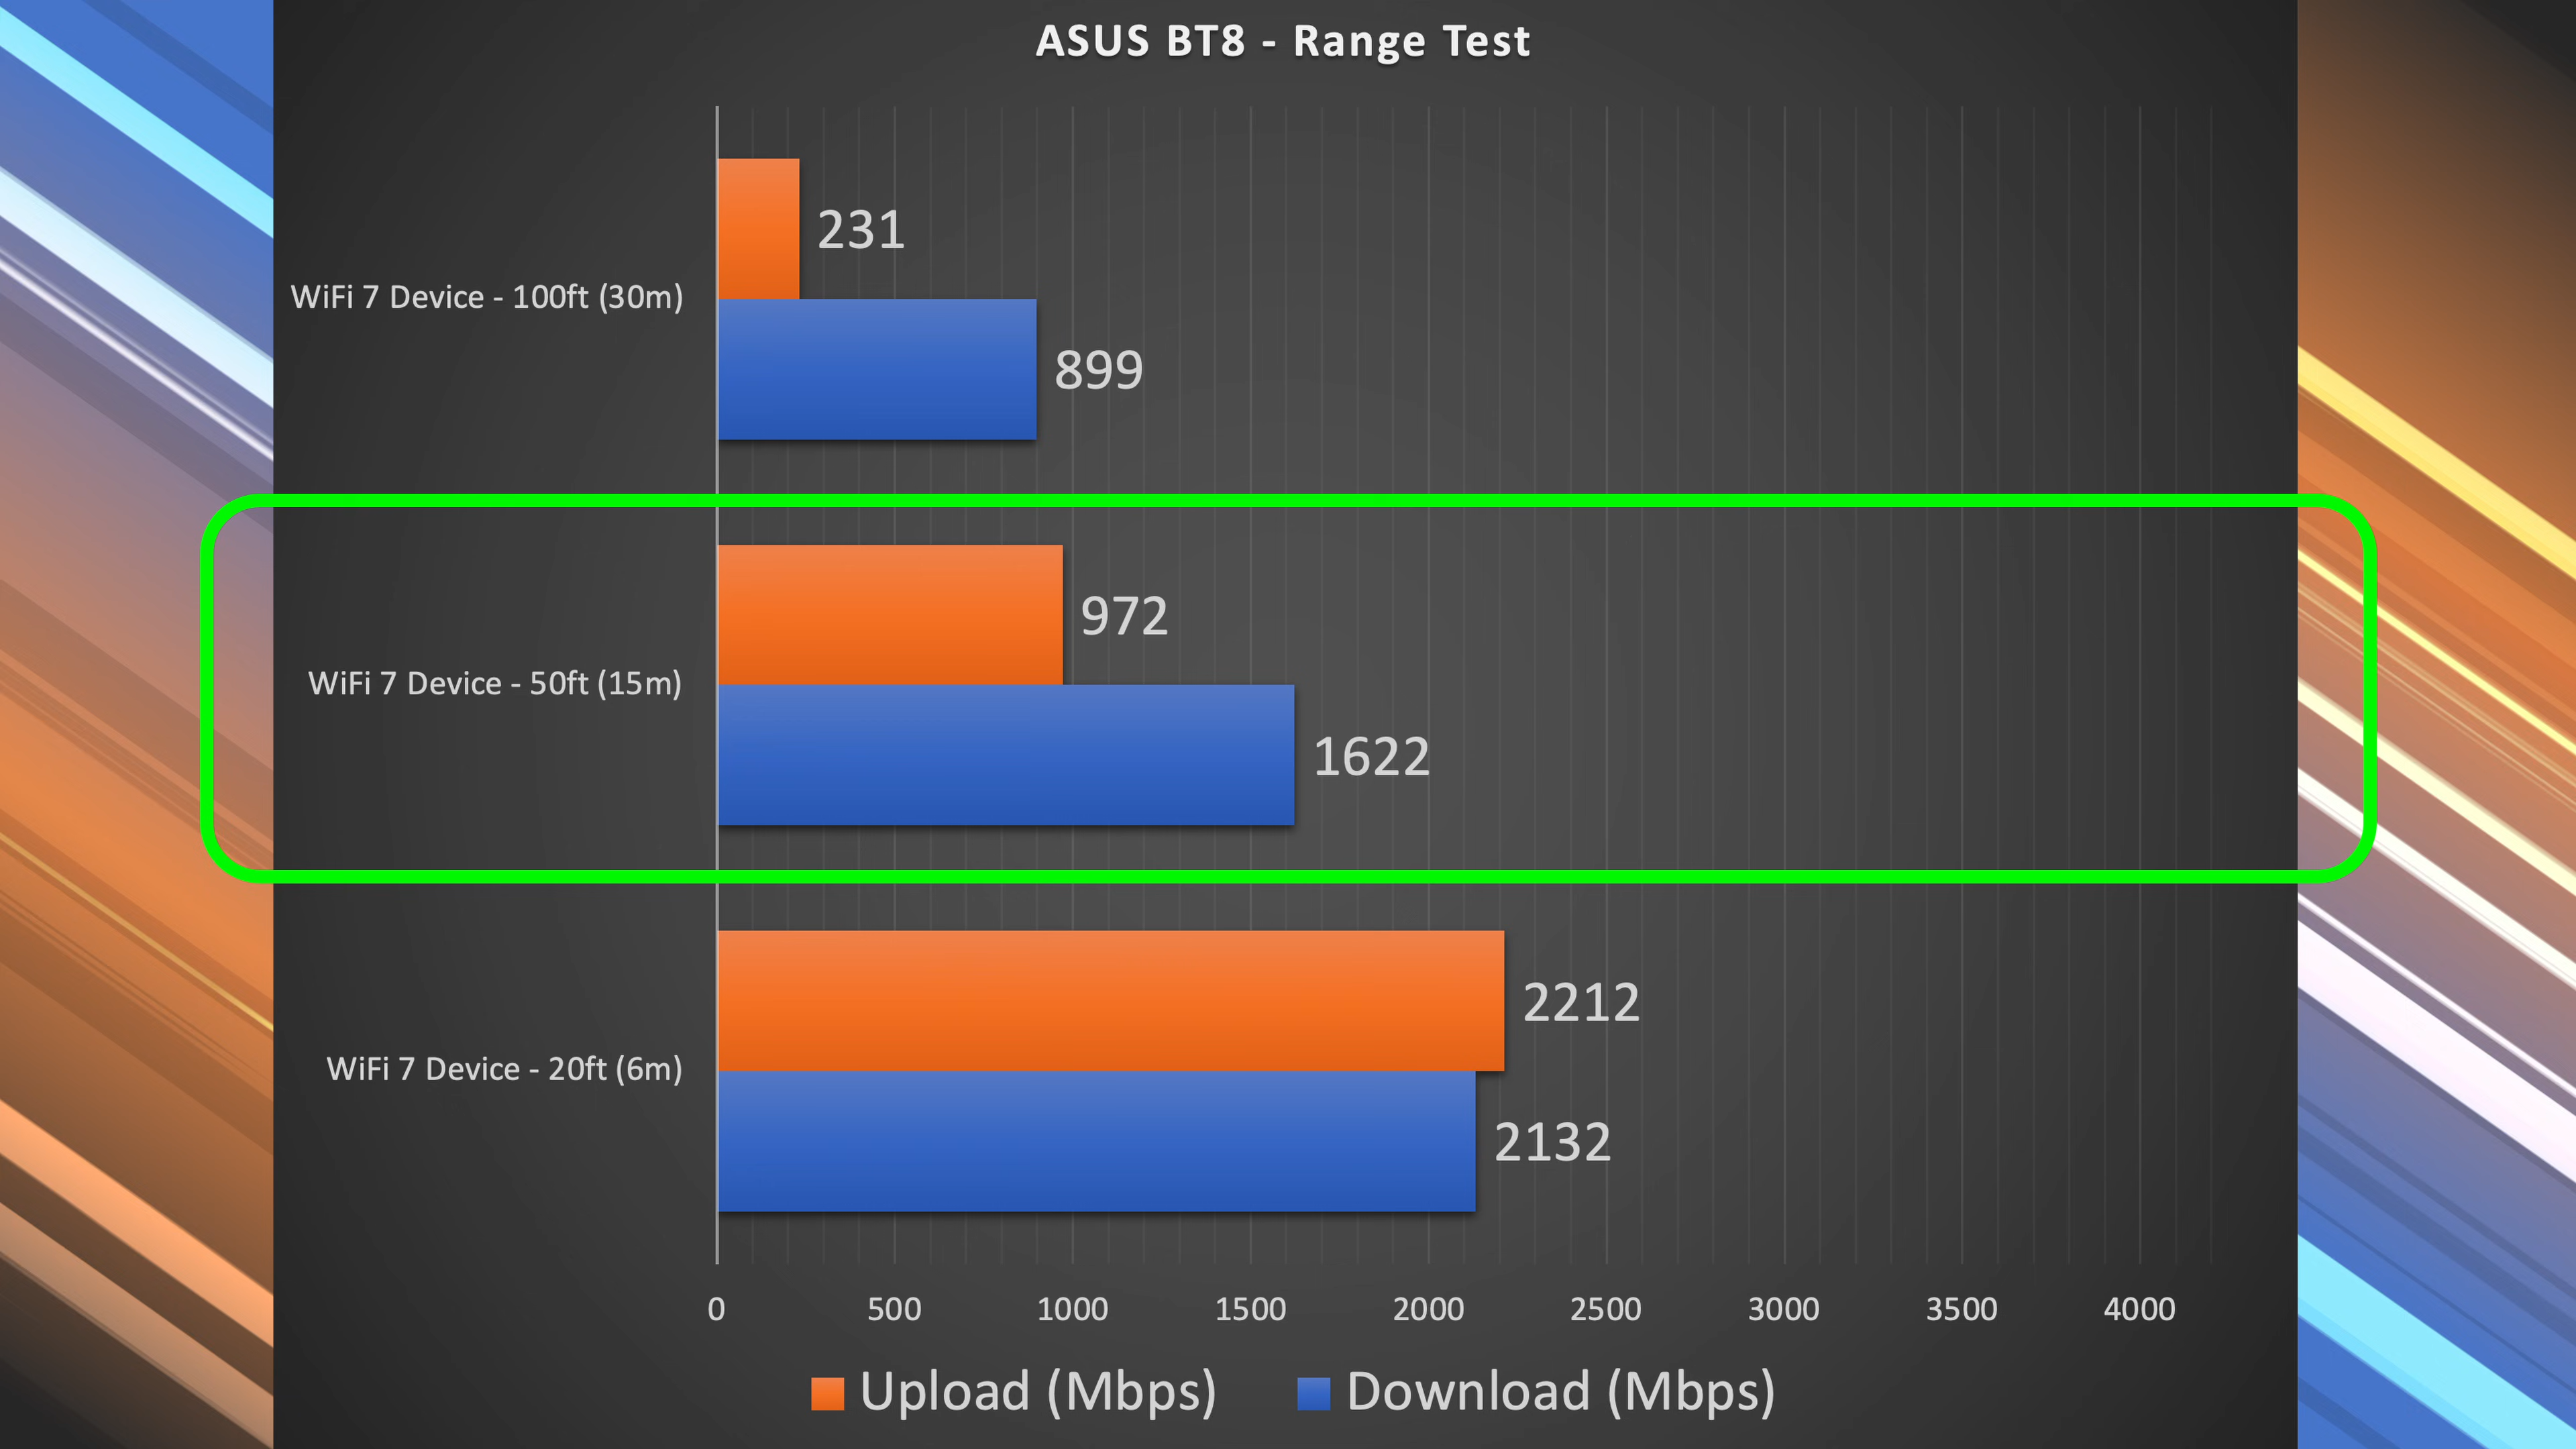 ASUS BT8 - Range Test
231
WiFi 7 Device - 100ft (30m)
899
972
WiFi 7 Device - 50ft (15m)
1622
2212
WiFi 7 Device - 20ft (6m)
2132
0 500 1000 1500 2000 2500 3000 3500 4000
Upload (Mbps) Download (Mbps)